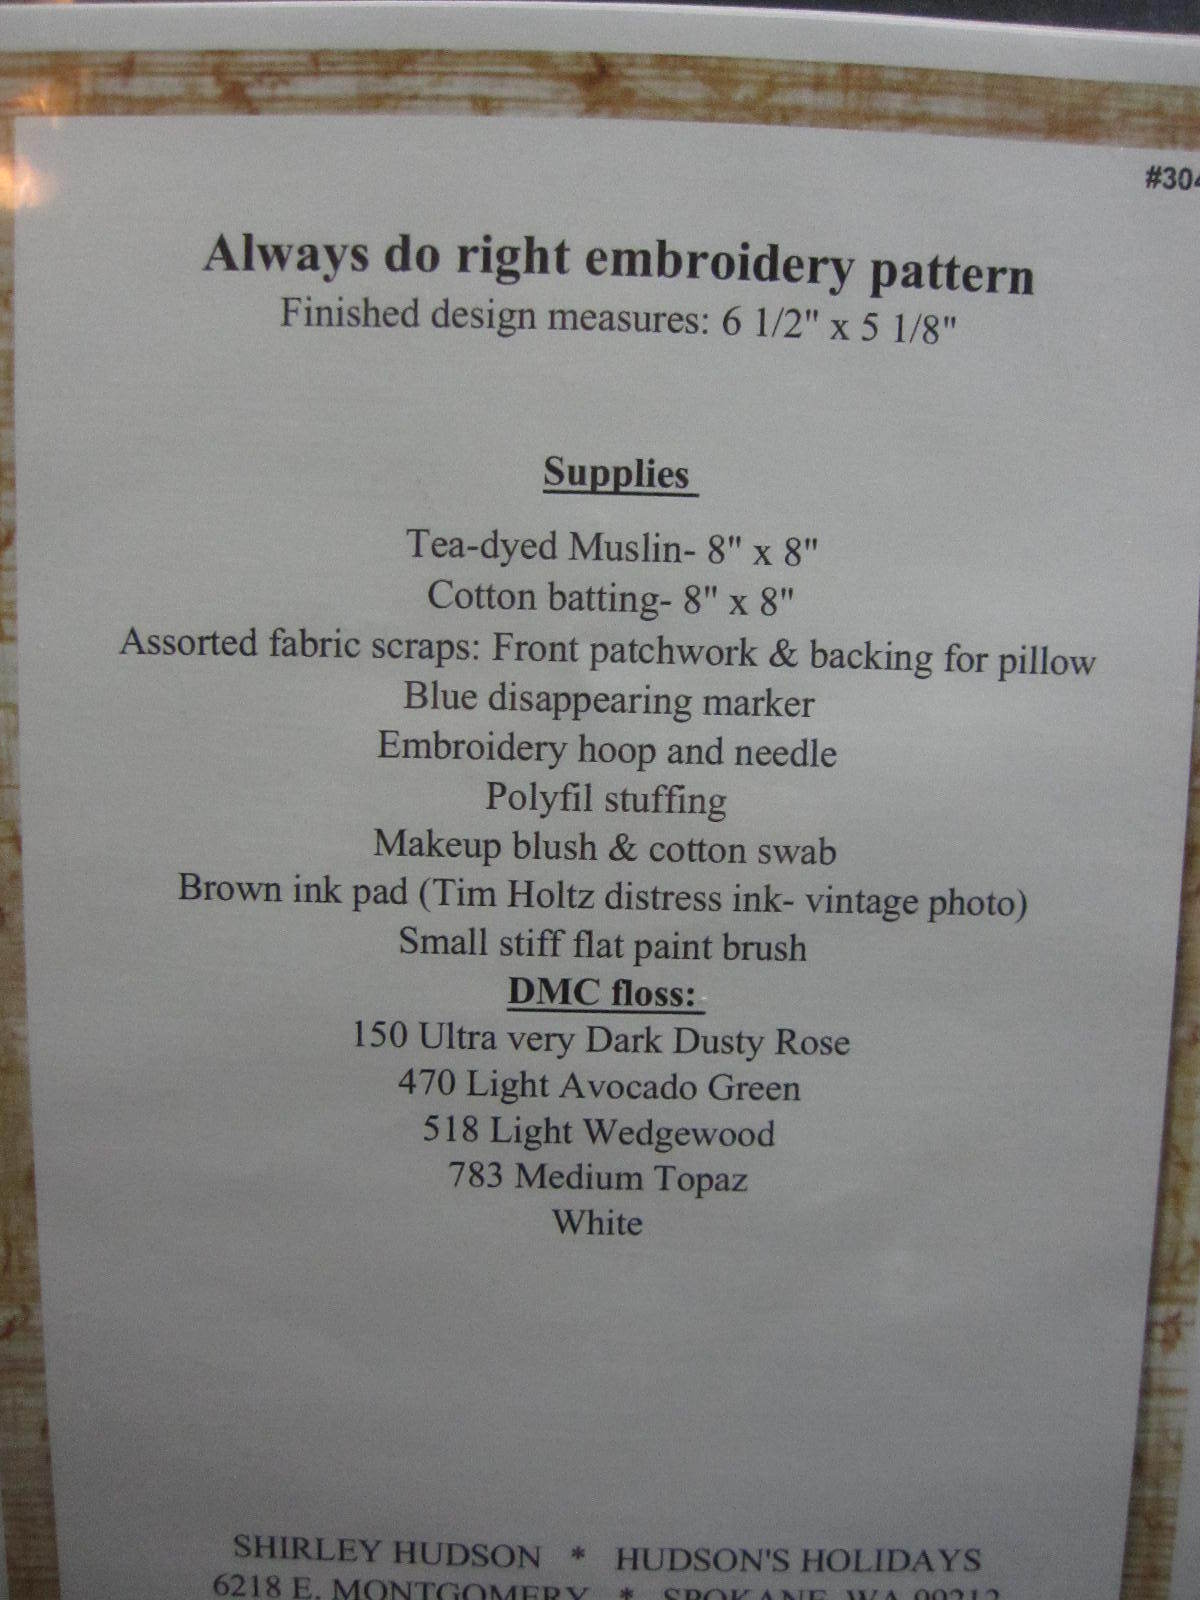 #304
Always do right embroidery pattern
Finished design measures: 6 1/2" x 5 1/8"
Supplies
Tea-dyed Muslin- 8" x 8"
Cotton batting- 8" x 8"
Assorted fabric scraps: Front patchwork & backing for pillow
Blue disappearing marker
Embroidery hoop and needle
Polyfil stuffing
Makeup blush & cotton swab
Brown ink pad (Tim Holtz distress ink- vintage photo)
Small stiff flat paint brush
DMC floss:
150 Ultra very Dark Dusty Rose
470 Light Avocado Green
518 Light Wedgewood
783 Medium Topaz
White
SHIRLEY HUDSON * HUDSON'S HOLIDAYS
6218 E. MONTGOMERY * SPOKANE, WA 99212